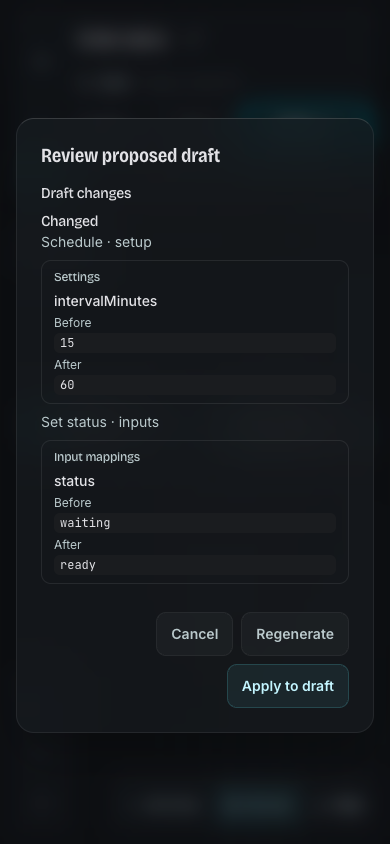 Review proposed draft
Draft changes
Changed
Schedule · setup
Settings
intervalMinutes
Before
15
After
60
Set status · inputs
Input mappings
status
Before
waiting
After
ready
Cancel
Regenerate
Apply to draft